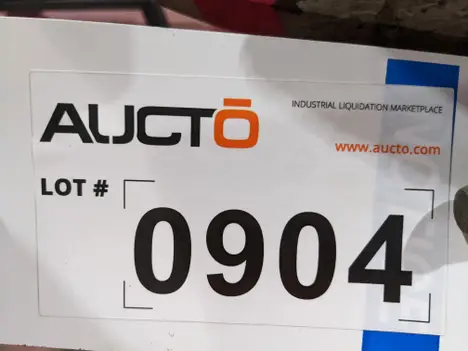 AUCTŌ
INDUSTRIAL LIQUIDATION MARKETPLACE
www.aucto.com
LOT #
0904